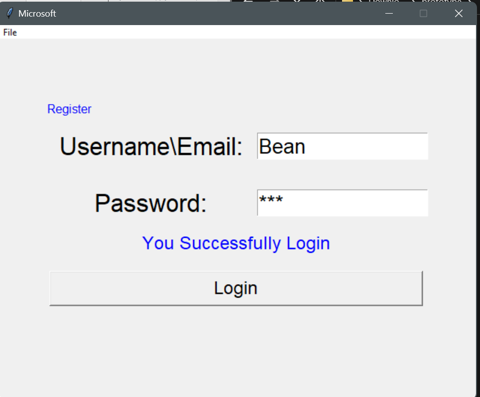 Microsoft
File
Register
Username\Email: Bean
Password: ***
You Successfully Login
Login